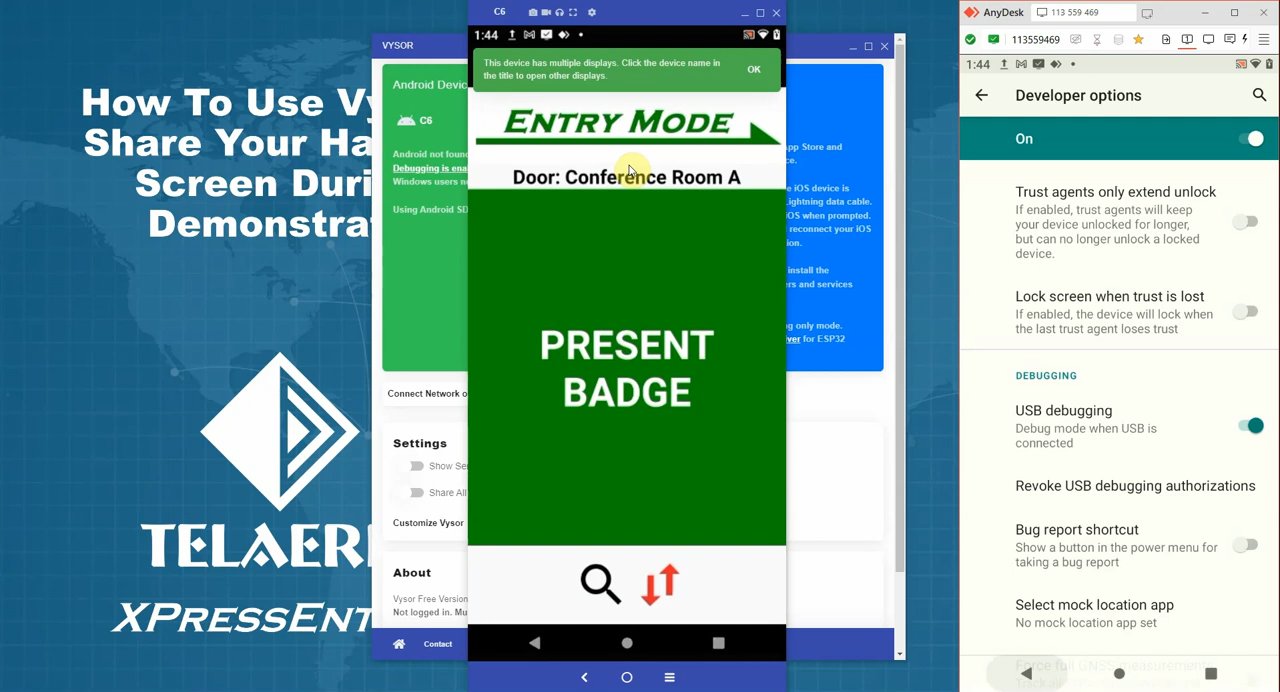 How To Use Vy
Share Your Ha
Screen Duri
Demonstra
TELAER
XPRESSENT
VYSOR
Android Devic
C6
Android not foun
Debugging is ena
Windows users n
Using Android SD
Connect Network o
Settings
Show Se
Share All
Customize Vysor
About
Vysor Free Version
Not logged in. Mu
Contact
pp Store and
ce.
e iOS device is
Lightning data cable.
iOS when prompted.
reconnect your iOS
on.
install the
ers and services
g only mode.
ver for ESP32
C6
1:44
This device has multiple displays. Click the device name in
the title to open other displays.
OK
ENTRY MODE
Door: Conference Room A
PRESENT
BADGE
AnyDesk
113 559 469
113559469
1:44
Developer options
On
Trust agents only extend unlock
If enabled, trust agents will keep
your device unlocked for longer,
but can no longer unlock a locked
device.
Lock screen when trust is lost
If enabled, the device will lock when
the last trust agent loses trust
DEBUGGING
USB debugging
Debug mode when USB is
connected
Revoke USB debugging authorizations
Bug report shortcut
Show a button in the power menu for
taking a bug report
Select mock location app
No mock location app set
Force full GNSS measurements